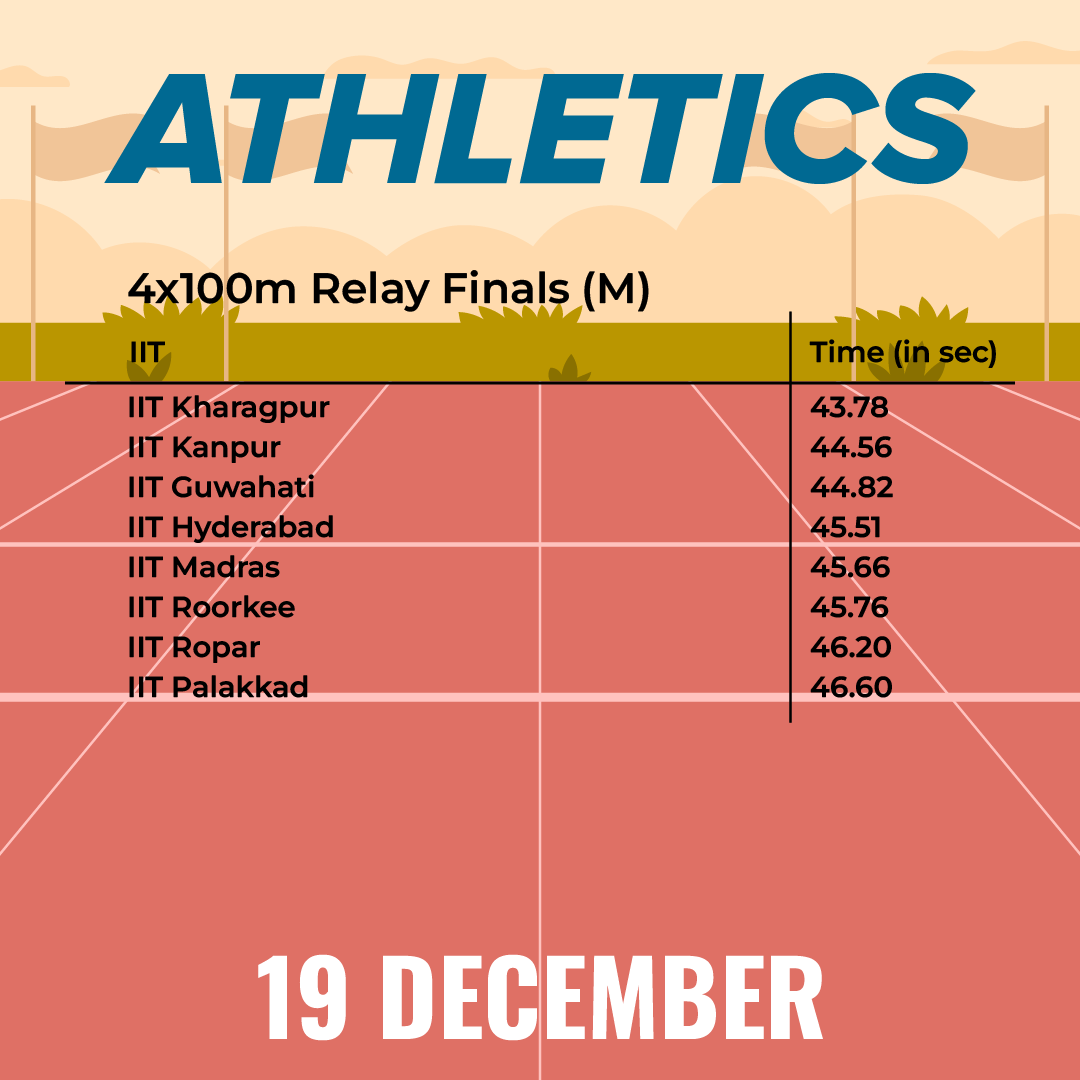 ATHLETICS
4x100m Relay Finals (M)
IIT Time (in sec)
IIT Kharagpur 43.78
IIT Kanpur 44.56
IIT Guwahati 44.82
IIT Hyderabad 45.51
IIT Madras 45.66
IIT Roorkee 45.76
IIT Ropar 46.20
IIT Palakkad 46.60
19 DECEMBER